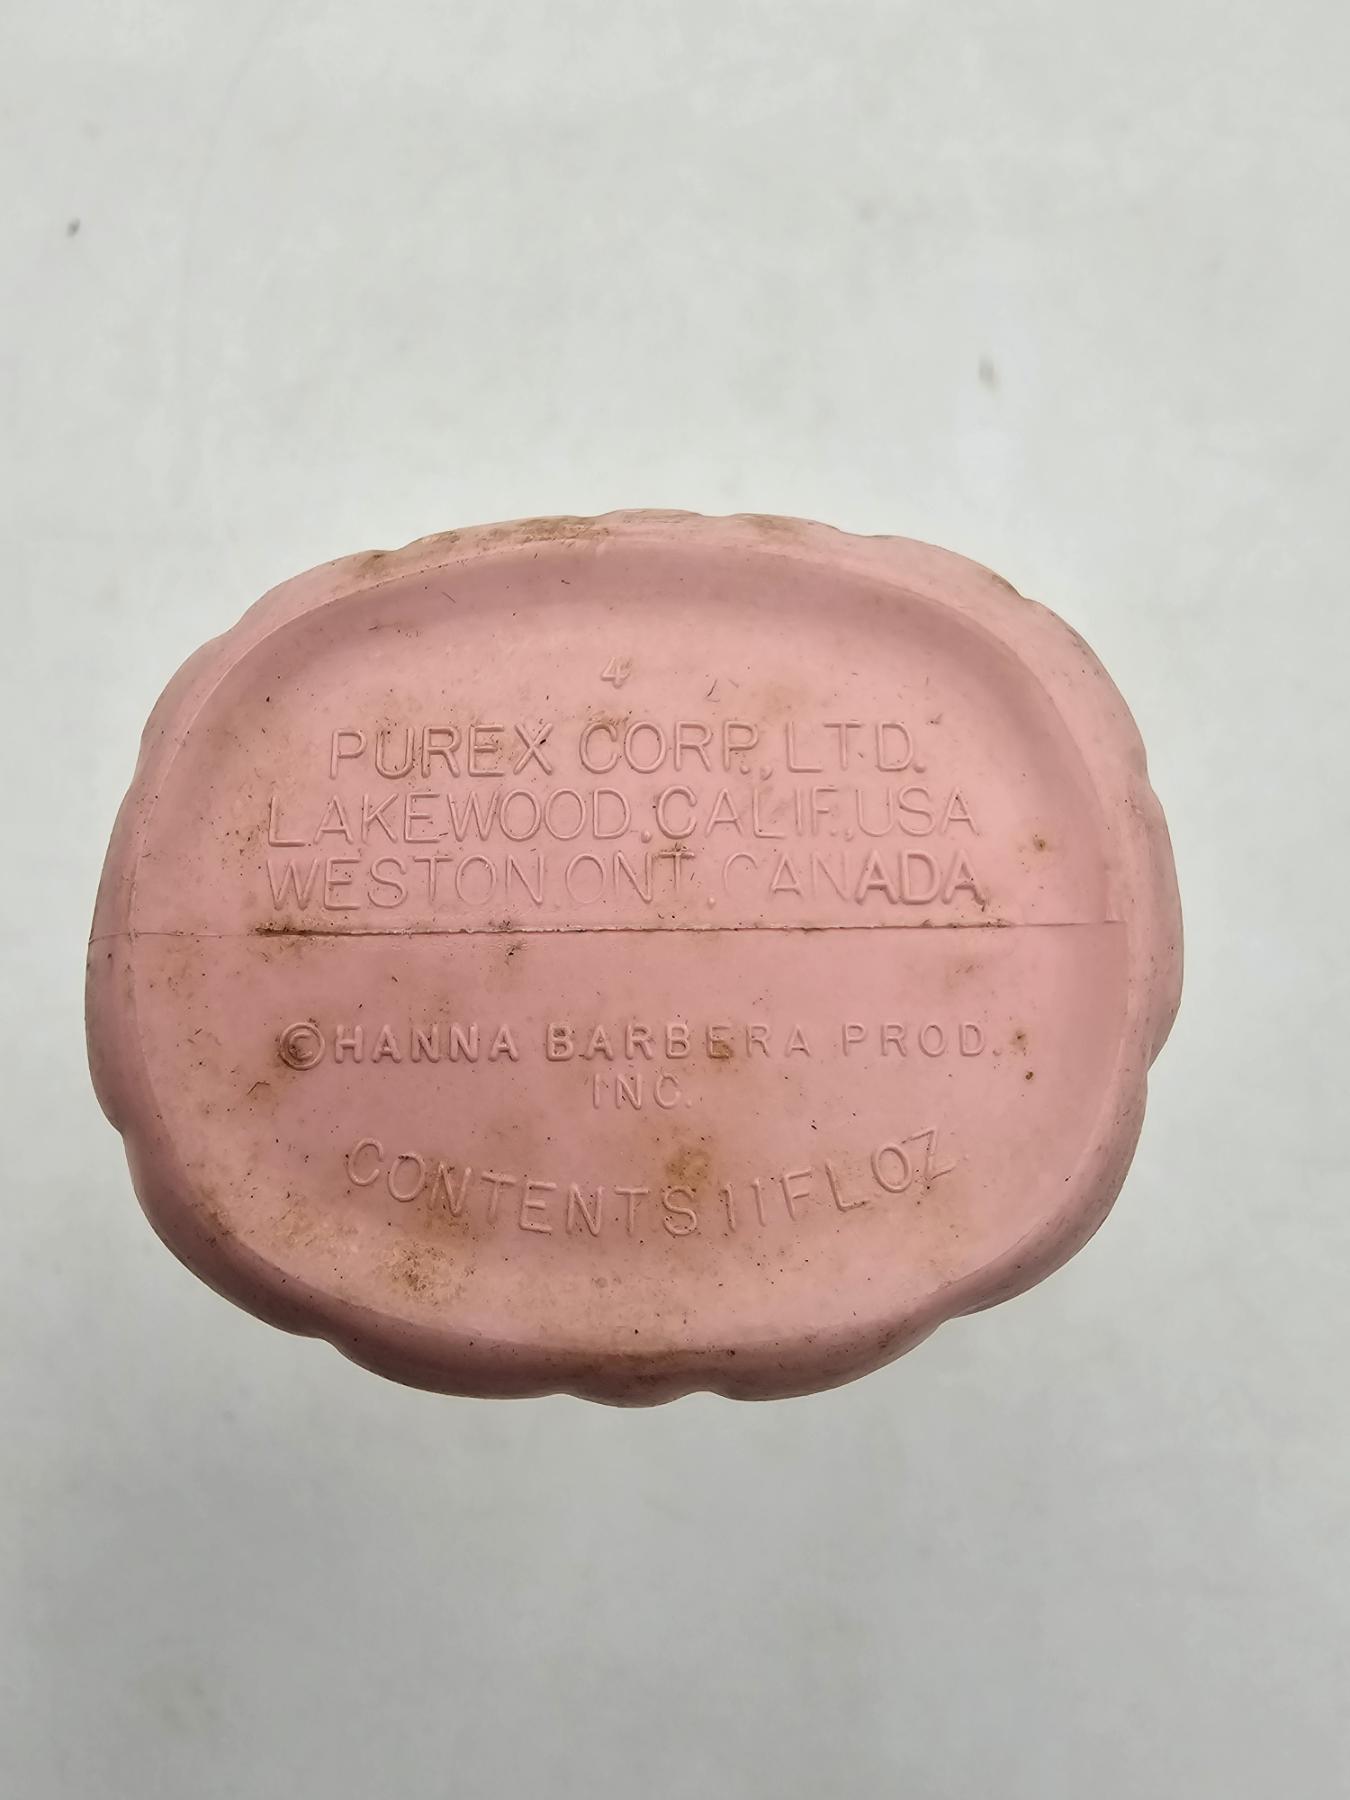 4
PUREX CORP., LTD.
LAKEWOOD, CALIF., USA
WESTON, ONT., CANADA
©HANNA BARBERA PROD.
INC.
CONTENTS 11 FL OZ.